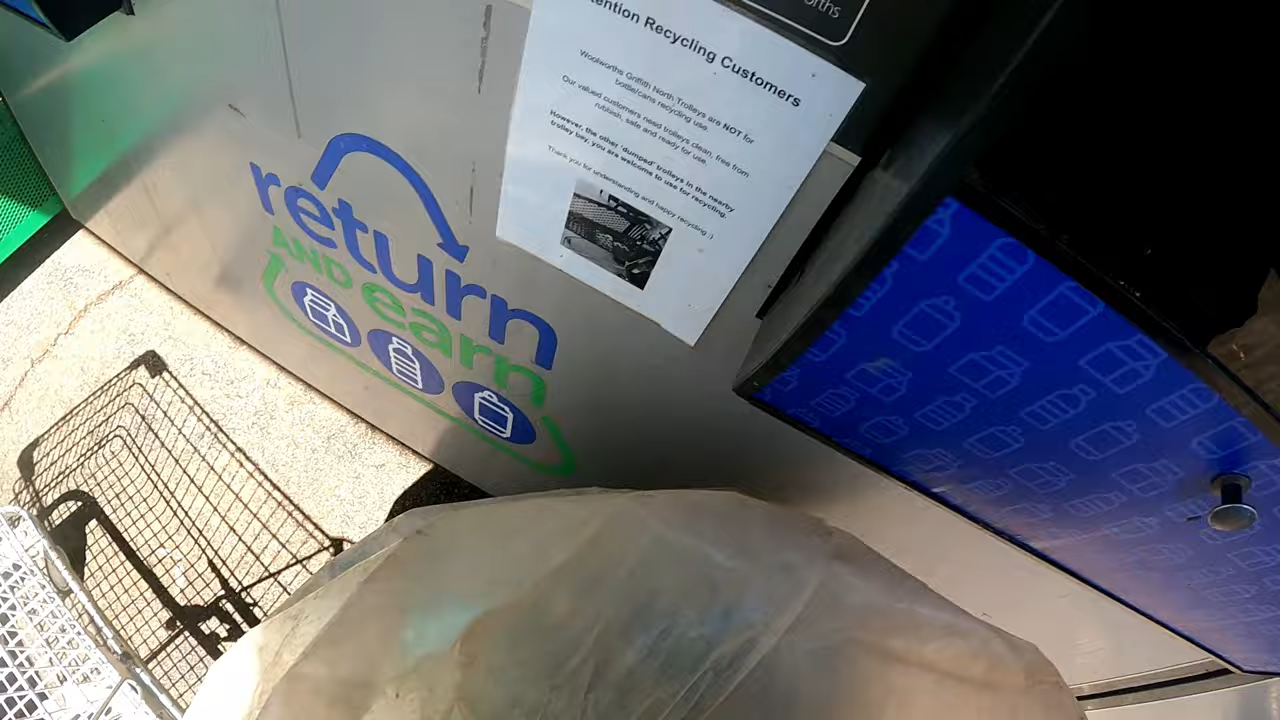 tention Recycling Customers
Woolworths Griffith North Trolleys are NOT for
bottle/cans recycling use.
Our valued customers need trolleys clean, free from
rubbish, safe and ready for use.
However, the other 'dumped' trolleys in the nearby
trolley bay, you are welcome to use for recycling.
Thank you for understanding and happy recycling :)
return
AND earn